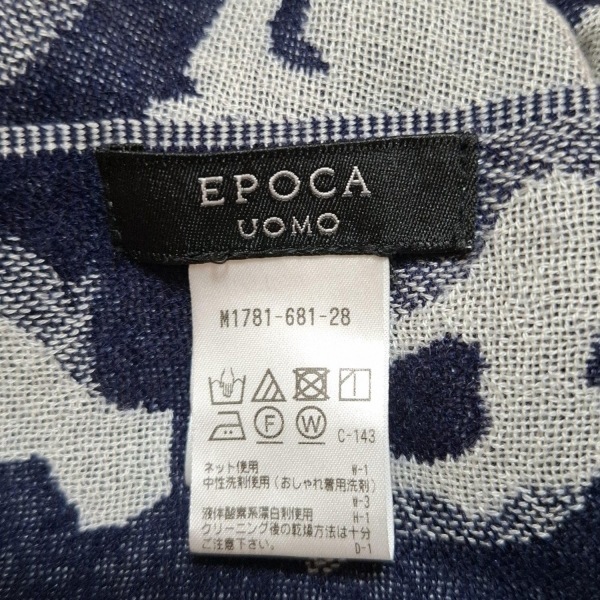 EPOCA
UOMO
M1781-681-28
F W C-143
ネット使用 W-1
中性洗剤使用（おしゃれ着用洗剤）
W-3
液体酸素系漂白剤使用 H-1
クリーニング後の乾燥方法は十分
ご注意下さい。 D-1